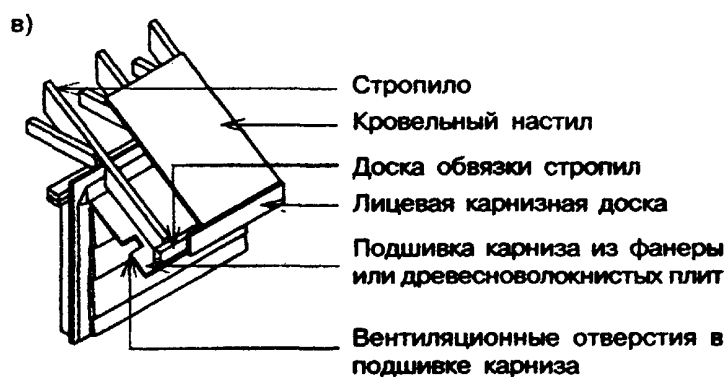 в)
Стропило
Кровельный настил
Доска обвязки стропил
Лицевая карнизная доска
Подшивка карниза из фанеры
или древесноволокнистых плит
Вентиляционные отверстия в
подшивке карниза